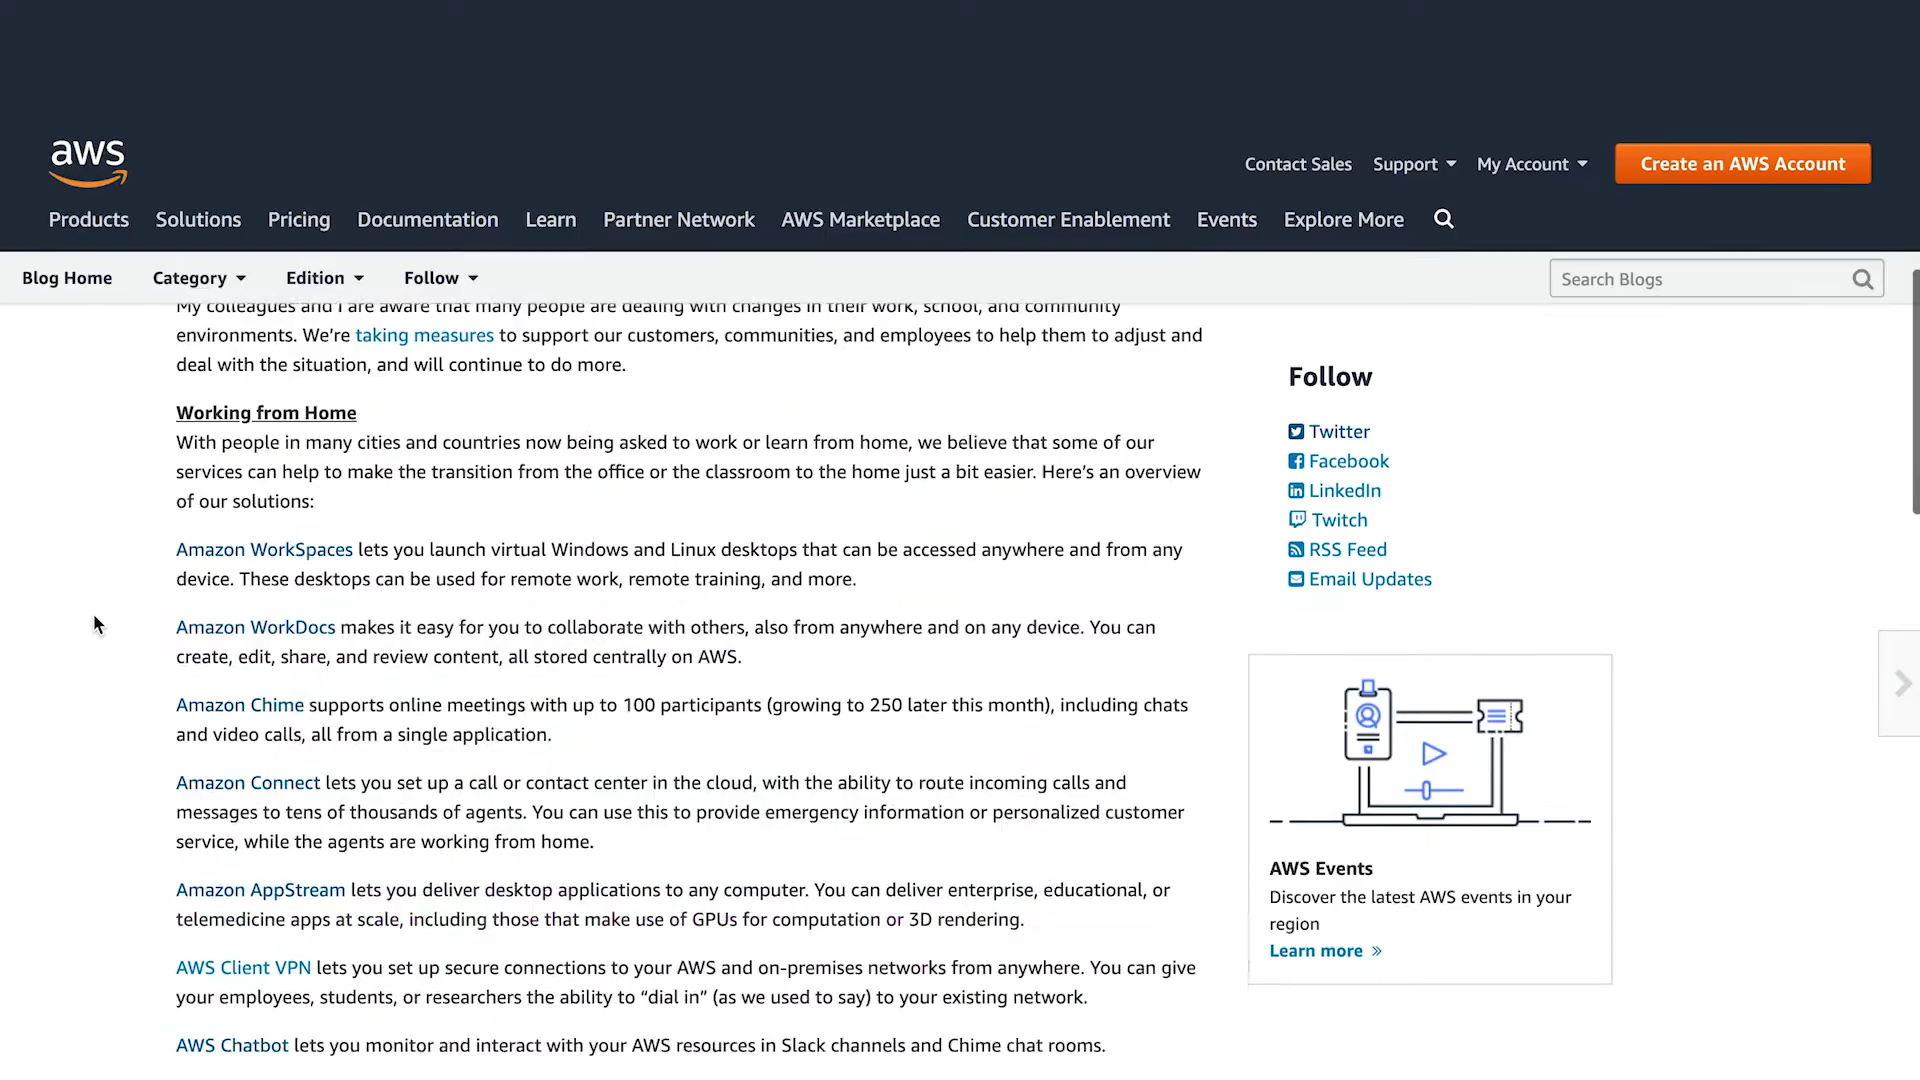 aws
Contact Sales Support My Account Create an AWS Account
Products Solutions Pricing Documentation Learn Partner Network AWS Marketplace Customer Enablement Events Explore More
Blog Home Category Edition Follow Search Blogs
My colleagues and I are aware that many people are dealing with changes in their work, school, and community
environments. We’re taking measures to support our customers, communities, and employees to help them to adjust and
deal with the situation, and will continue to do more.
Working from Home
With people in many cities and countries now being asked to work or learn from home, we believe that some of our
services can help to make the transition from the office or the classroom to the home just a bit easier. Here’s an overview
of our solutions:
Amazon WorkSpaces lets you launch virtual Windows and Linux desktops that can be accessed anywhere and from any
device. These desktops can be used for remote work, remote training, and more.
Amazon WorkDocs makes it easy for you to collaborate with others, also from anywhere and on any device. You can
create, edit, share, and review content, all stored centrally on AWS.
Amazon Chime supports online meetings with up to 100 participants (growing to 250 later this month), including chats
and video calls, all from a single application.
Amazon Connect lets you set up a call or contact center in the cloud, with the ability to route incoming calls and
messages to tens of thousands of agents. You can use this to provide emergency information or personalized customer
service, while the agents are working from home.
Amazon AppStream lets you deliver desktop applications to any computer. You can deliver enterprise, educational, or
telemedicine apps at scale, including those that make use of GPUs for computation or 3D rendering.
AWS Client VPN lets you set up secure connections to your AWS and on-premises networks from anywhere. You can give
your employees, students, or researchers the ability to “dial in” (as we used to say) to your existing network.
AWS Chatbot lets you monitor and interact with your AWS resources in Slack channels and Chime chat rooms.
Follow
Twitter
Facebook
LinkedIn
Twitch
RSS Feed
Email Updates
AWS Events
Discover the latest AWS events in your
region
Learn more »